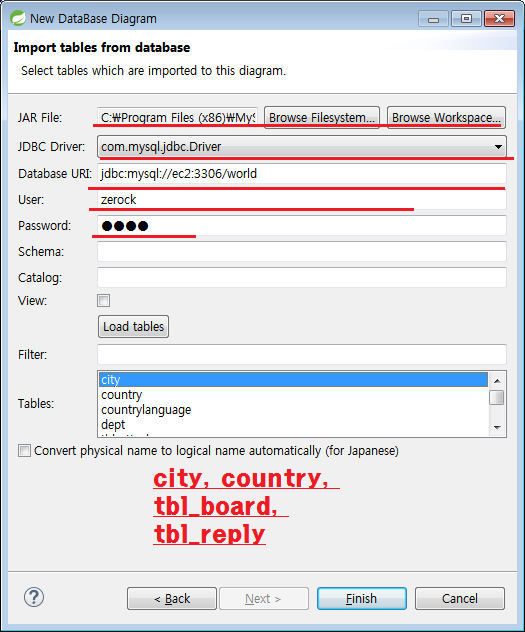 New DataBase Diagram
Import tables from database
Select tables which are imported to this diagram.
JAR File: C:₩Program Files (x86)₩MyS Browse Filesystem... Browse Workspace...
JDBC Driver: com.mysql.jdbc.Driver
Database URI: jdbc:mysql://ec2:3306/world
User: zerock
Password: ●●●●
Schema:
Catalog:
View:
Load tables
Filter:
Tables: city
country
countrylanguage
dept
Convert physical name to logical name automatically (for Japanese)
city, country,
tbl_board,
tbl_reply
? < Back Next > Finish Cancel